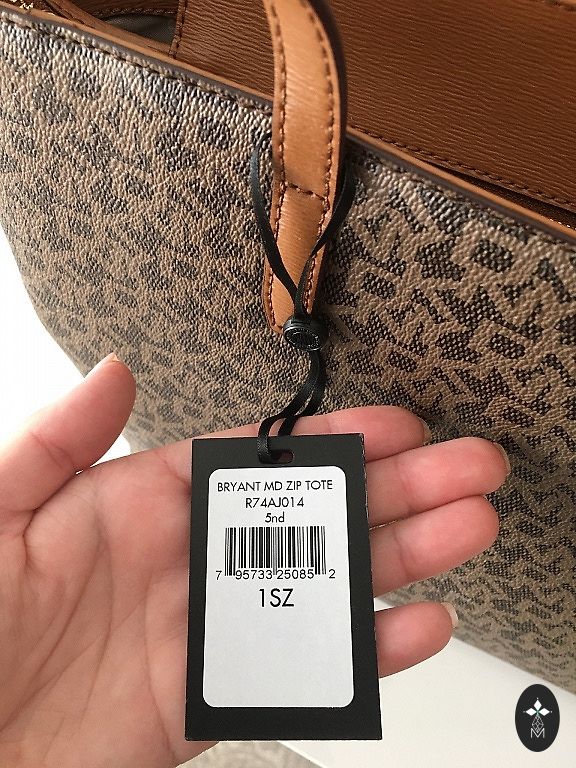 BRYANT MD ZIP TOTE
R74AJ014
5nd
7 95733 25085 2
1SZ